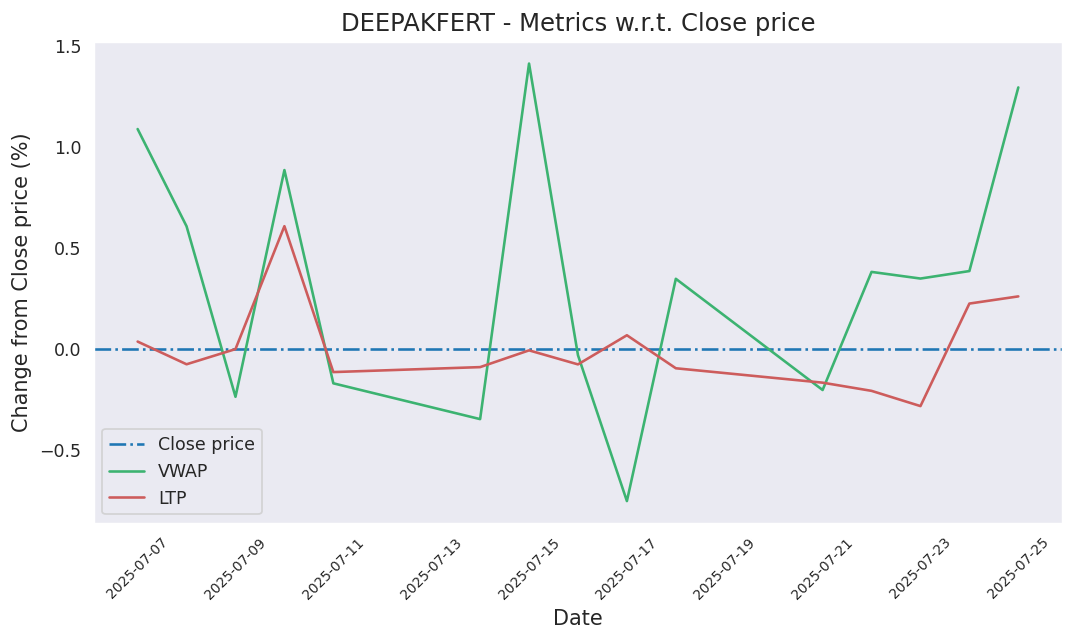 DEEPAKFERT - Metrics w.r.t. Close price
Change from Close price (%)
1.5
1.0
0.5
0.0
−0.5
Close price
VWAP
LTP
2025-07-07
2025-07-09
2025-07-11
2025-07-13
2025-07-15
2025-07-17
2025-07-19
2025-07-21
2025-07-23
2025-07-25
Date